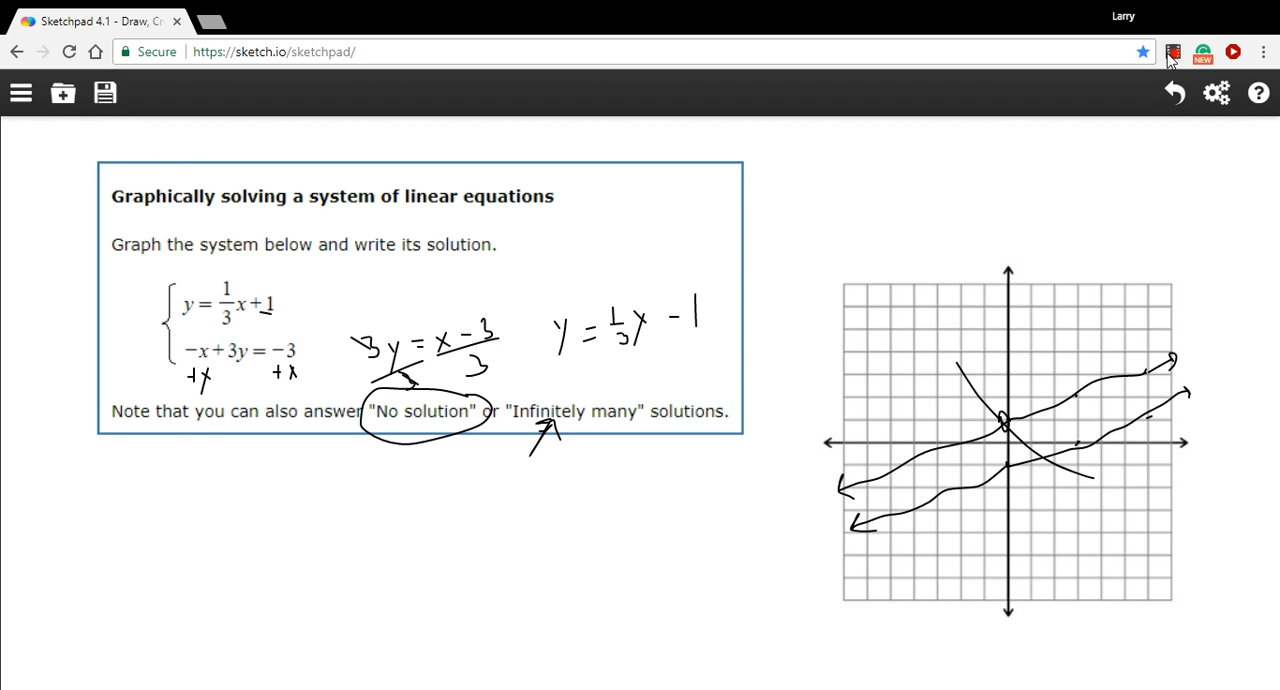 Larry
Sketchpad 4.1 - Draw, Cr
Secure | https://sketch.io/sketchpad/
NEW
Graphically solving a system of linear equations
Graph the system below and write its solution.
y = 1/3 x + 1
-x + 3y = -3
+x +x
3y = x - 3
3
y = 1/3 x - 1
Note that you can also answer "No solution" or "Infinitely many" solutions.